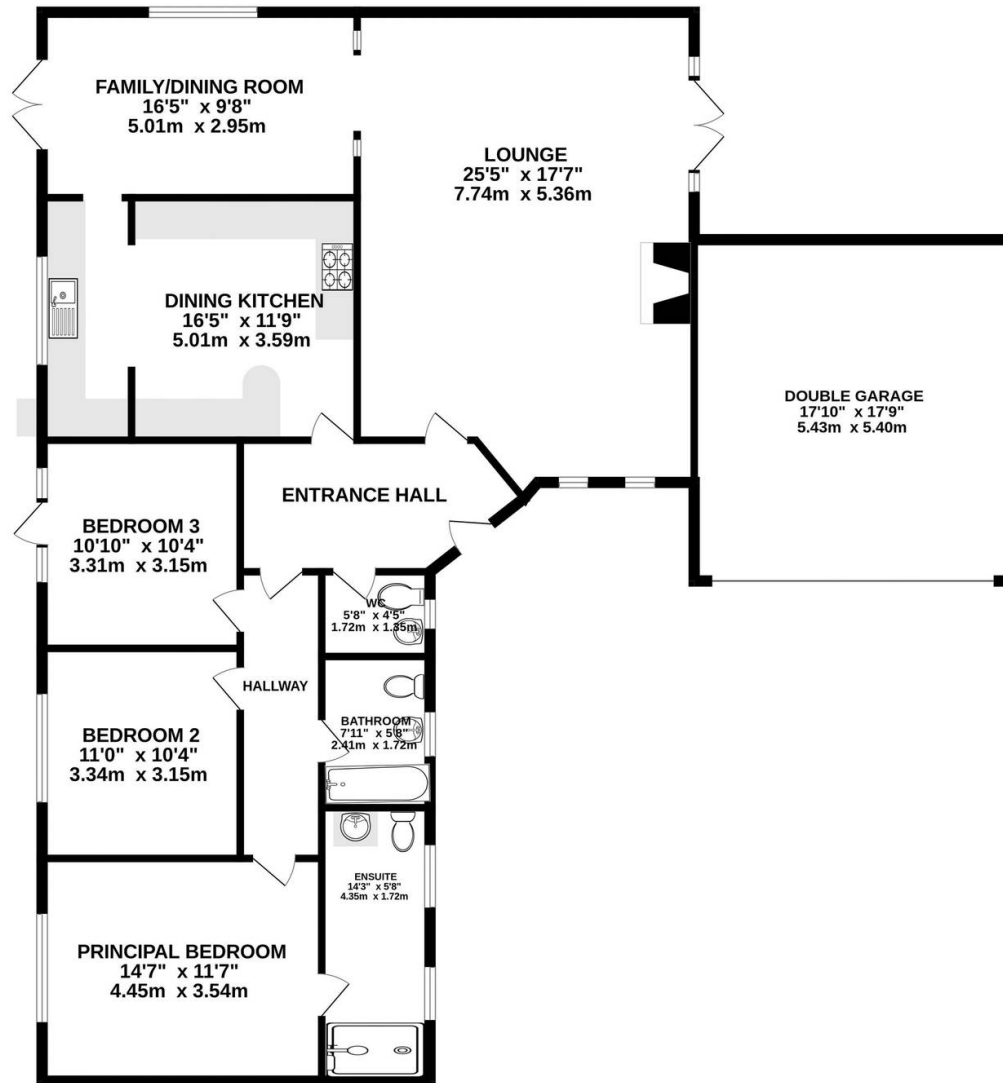 FAMILY/DINING ROOM
16'5" x 9'8"
5.01m x 2.95m
LOUNGE
25'5" x 17'7"
7.74m x 5.36m
DINING KITCHEN
16'5" x 11'9"
5.01m x 3.59m
DOUBLE GARAGE
17'10" x 17'9"
5.43m x 5.40m
ENTRANCE HALL
BEDROOM 3
10'10" x 10'4"
3.31m x 3.15m
WC
5'8" x 4'5"
1.72m x 1.35m
HALLWAY
BATHROOM
7'11" x 5'8"
2.41m x 1.72m
BEDROOM 2
11'0" x 10'4"
3.34m x 3.15m
ENSUITE
14'3" x 5'8"
4.35m x 1.72m
PRINCIPAL BEDROOM
14'7" x 11'7"
4.45m x 3.54m